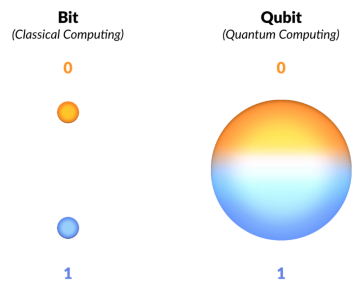 Bit
(Classical Computing)
0
1
Qubit
(Quantum Computing)
0
1